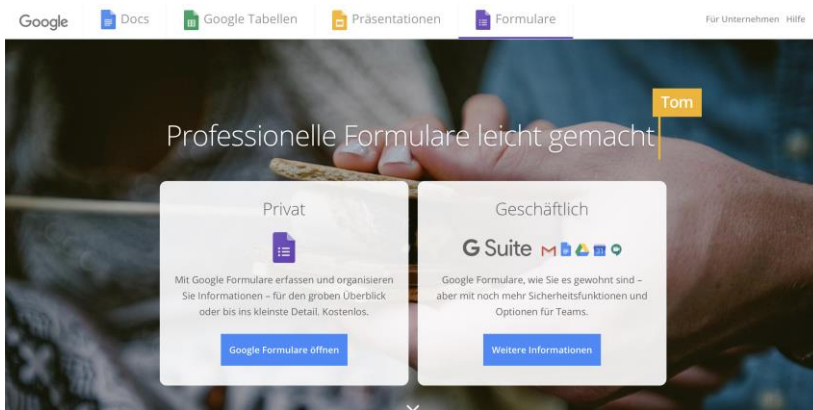 Google Docs Google Tabellen Präsentationen Formulare Für Unternehmen Hilfe
Tom
Professionelle Formulare leicht gemacht
Privat
Mit Google Formulare erfassen und organisieren
Sie Informationen – für den groben Überblick
oder bis ins kleinste Detail. Kostenlos.
Google Formulare öffnen
Geschäftlich
G Suite
31
Google Formulare, wie Sie es gewohnt sind –
aber mit noch mehr Sicherheitsfunktionen und
Optionen für Teams.
Weitere Informationen